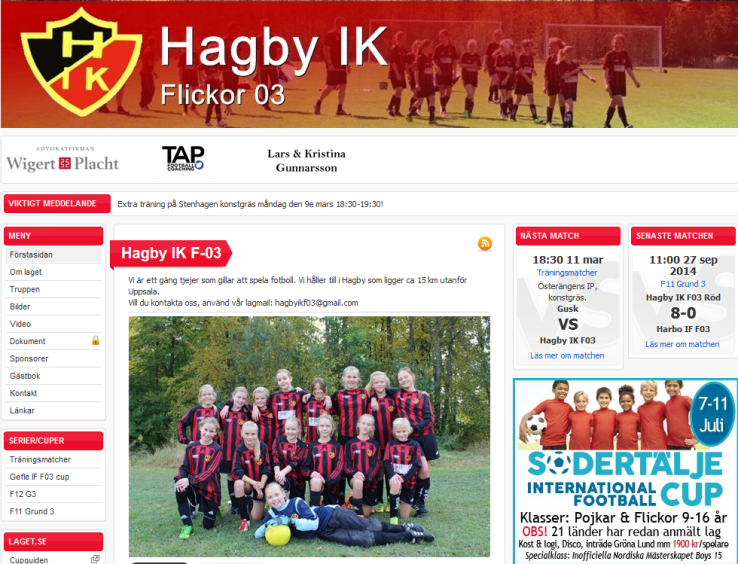 H
IK
Hagby IK
Flickor 03
ADVOKATFIRMAN
Wigert Placht
TAP
FOOTBALL
COACHING
Lars & Kristina
Gunnarsson
VIKTIGT MEDDELANDE
Extra träning på Stenhagen konstgräs måndag den 9e mars 18:30-19:30!
MENY
Förstasidan
Om laget
Truppen
Bilder
Video
Dokument
Sponsorer
Gästbok
Kontakt
Länkar
SERIER/CUPER
Träningsmatcher
Gefle IF F03 cup
F12 G3
F11 Grund 3
LAGET.SE
Cupguiden
Hagby IK F-03
Vi är ett gäng tjejer som gillar att spela fotboll. Vi håller till i Hagby som ligger ca 15 km utanför
Uppsala.
Vill du kontakta oss, använd vår lagmail: hagbyikf03@gmail.com
NÄSTA MATCH
18:30 11 mar
Träningsmatcher
Österängens IP,
konstgräs.
Gusk
VS
Hagby IK F03
Läs mer om matchen
SENASTE MATCHEN
11:00 27 sep
2014
F11 Grund 3
Hagby IK F03 Röd
8-0
Harbo IF F03
Läs mer om matchen
7-11
Juli
SÖDERTÄLJE
INTERNATIONAL
FOOTBALL CUP
Klasser: Pojkar & Flickor 9-16 år
OBS! 21 länder har redan anmält lag
Kost & logi, Disco, inträde Gröna Lund mm 1900 kr/spelare
Specialklass: Inofficiella Nordiska Mästerskapet Boys 15